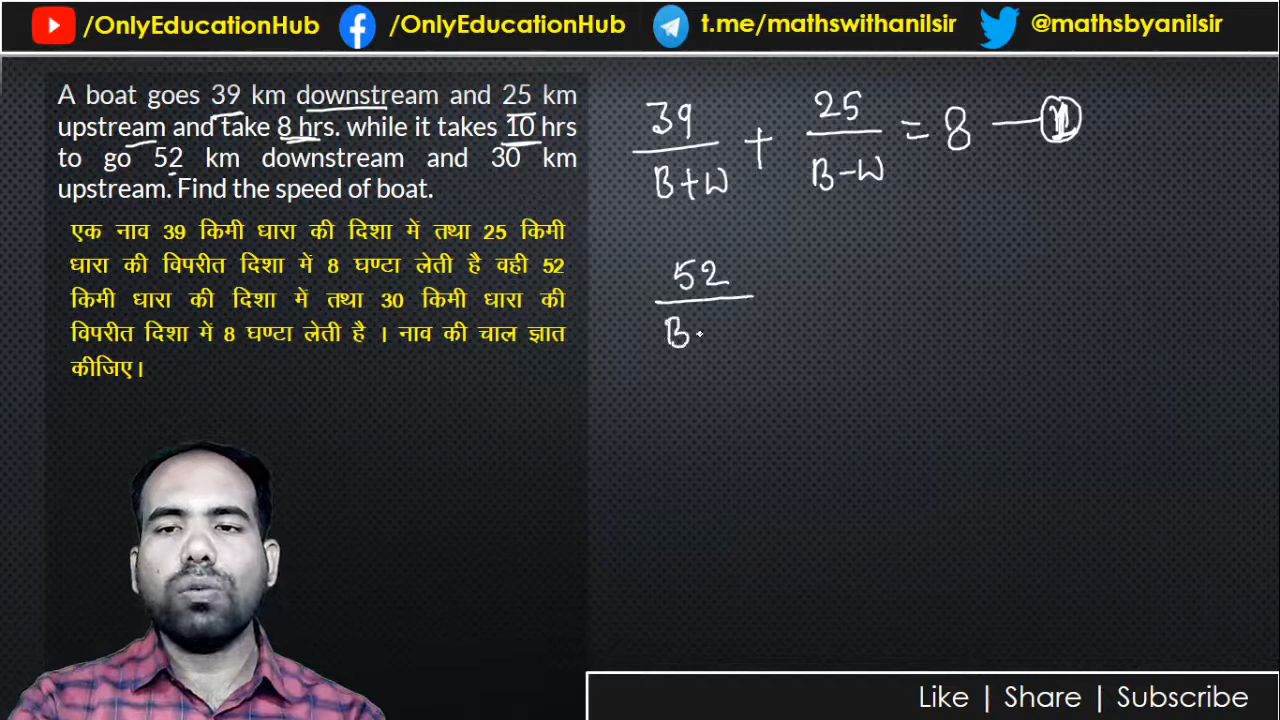 /OnlyEducationHub /OnlyEducationHub t.me/mathswithanilsir @mathsbyanilsir
A boat goes 39 km downstream and 25 km
upstream and take 8 hrs. while it takes 10 hrs
to go 52 km downstream and 30 km
upstream. Find the speed of boat.
एक नाव 39 किमी धारा की दिशा में तथा 25 किमी
धारा की विपरीत दिशा में 8 घण्टा लेती है वही 52
किमी धारा की दिशा में तथा 30 किमी धारा की
विपरीत दिशा में 8 घण्टा लेती है । नाव की चाल ज्ञात
कीजिए।
39/B+W + 25/B-W = 8 — 1
52/B
Like | Share | Subscribe